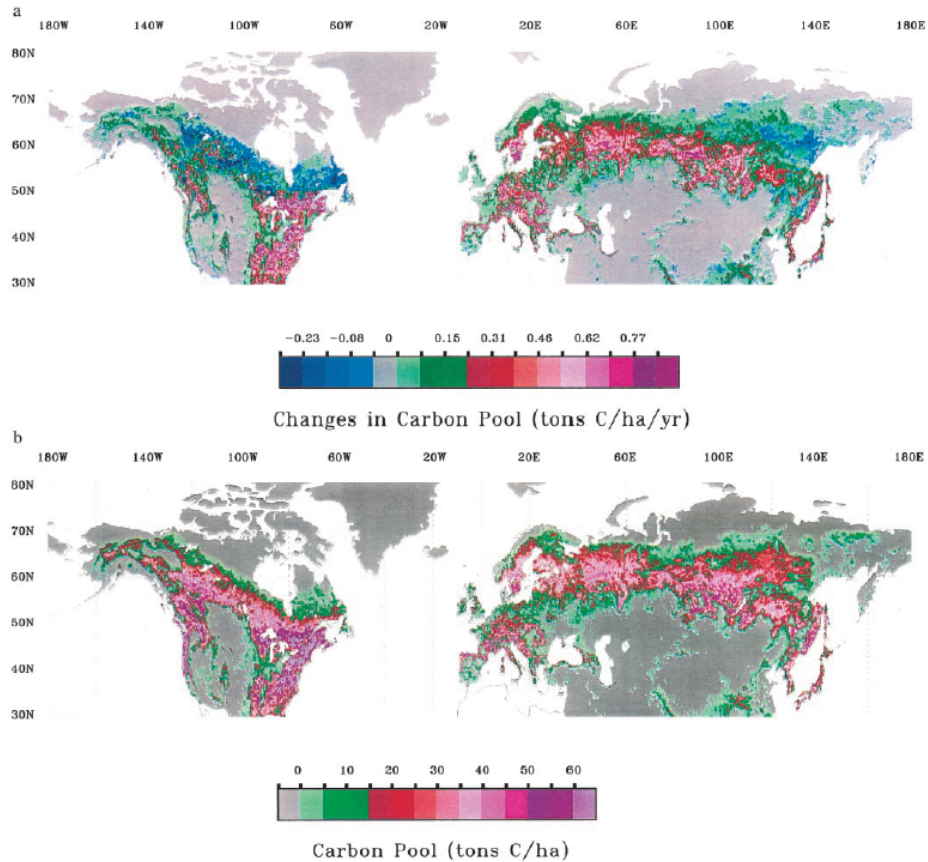 a
180W 140W 100W 60W 20W 20E 60E 100E 140E 180E
80N
70N
60N
50N
40N
30N
-0.23 -0.08 0 0.15 0.31 0.46 0.62 0.77
Changes in Carbon Pool (tons C/ha/yr)
b
180W 140W 100W 60W 20W 20E 60E 100E 140E 180E
80N
70N
60N
50N
40N
30N
0 10 20 30 40 50 60
Carbon Pool (tons C/ha)